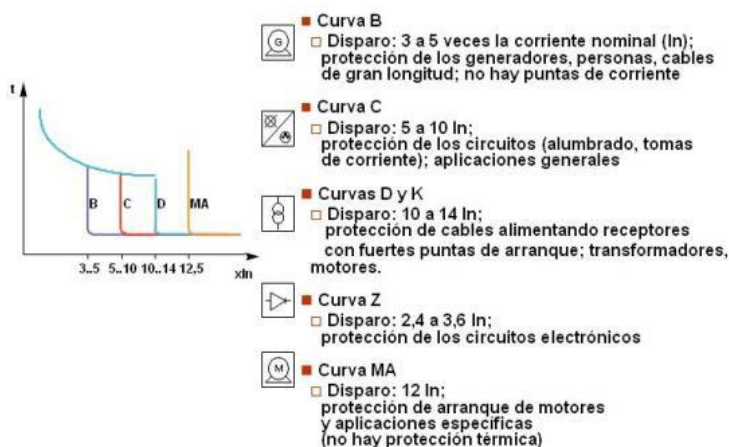 t
B
C
D
MA
3..5 5..10 10..14 12,5
xIn
G
■ Curva B
□ Disparo: 3 a 5 veces la corriente nominal (In);
protección de los generadores, personas, cables
de gran longitud; no hay puntas de corriente
■ Curva C
□ Disparo: 5 a 10 In;
protección de los circuitos (alumbrado, tomas
de corriente); aplicaciones generales
■ Curvas D y K
□ Disparo: 10 a 14 In;
protección de cables alimentando receptores
con fuertes puntas de arranque; transformadores,
motores.
■ Curva Z
□ Disparo: 2,4 a 3,6 In;
protección de los circuitos electrónicos
M
■ Curva MA
□ Disparo: 12 In;
protección de arranque de motores
y aplicaciones específicas
(no hay protección térmica)